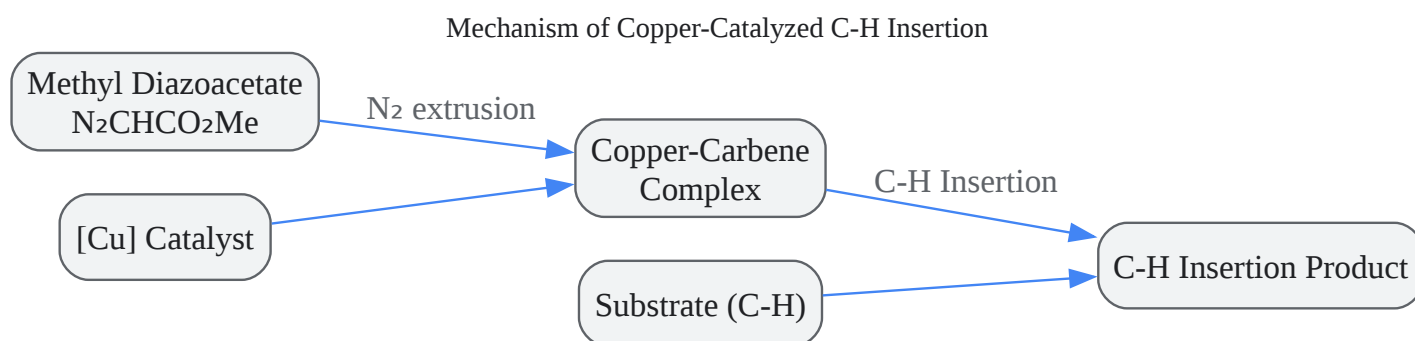 Mechanism of Copper-Catalyzed C-H Insertion
Methyl Diazoacetate
N₂CHCO₂Me
N₂ extrusion
[Cu] Catalyst
Copper-Carbene
Complex
C-H Insertion
Substrate (C-H)
C-H Insertion Product